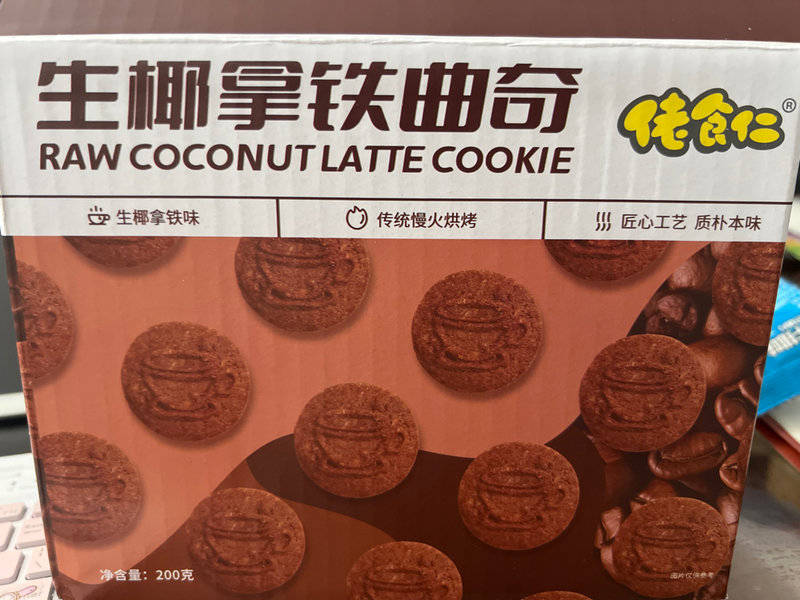 生椰拿铁曲奇
RAW COCONUT LATTE COOKIE
佬食仁®
生椰拿铁味
传统慢火烘烤
匠心工艺 质朴本味
净含量：200克
图片仅供参考